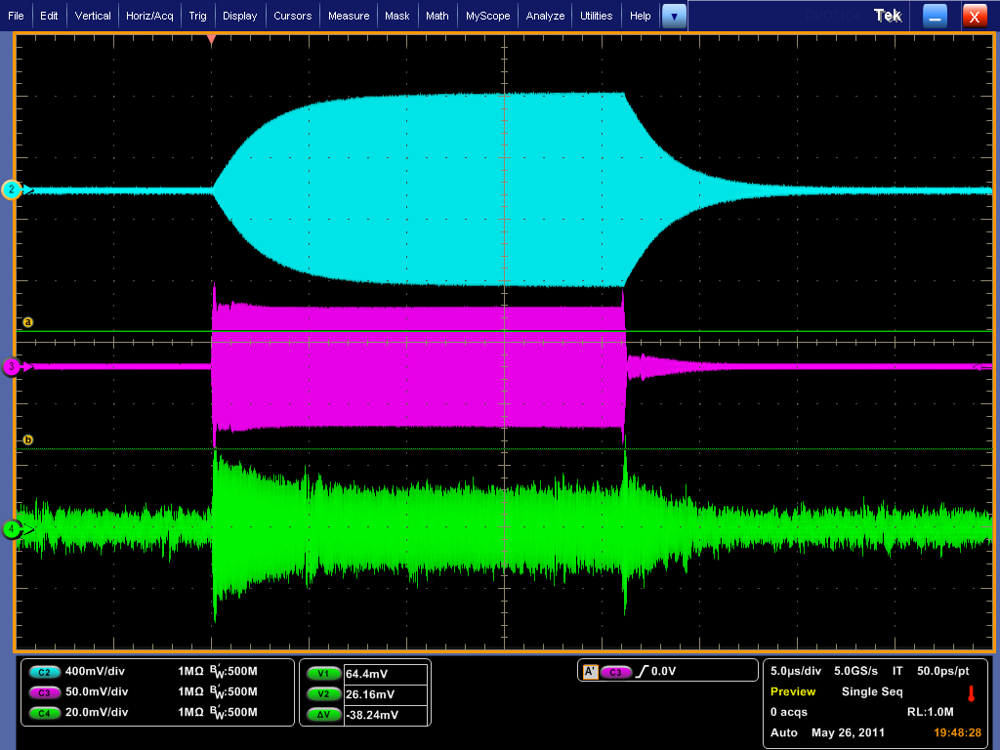 File Edit Vertical Horiz/Acq Trig Display Cursors Measure Mask Math MyScope Analyze Utilities Help ▼ Tek X
2
a
3
b
4
C2 400mV/div 1MΩ B'W:500M
C3 50.0mV/div 1MΩ B'W:500M
C4 20.0mV/div 1MΩ B'W:500M
V1 64.4mV
V2 26.16mV
ΔV -38.24mV
A' C3 0.0V
5.0µs/div 5.0GS/s IT 50.0ps/pt
Preview Single Seq
0 acqs RL:1.0M
Auto May 26, 2011 19:48:28